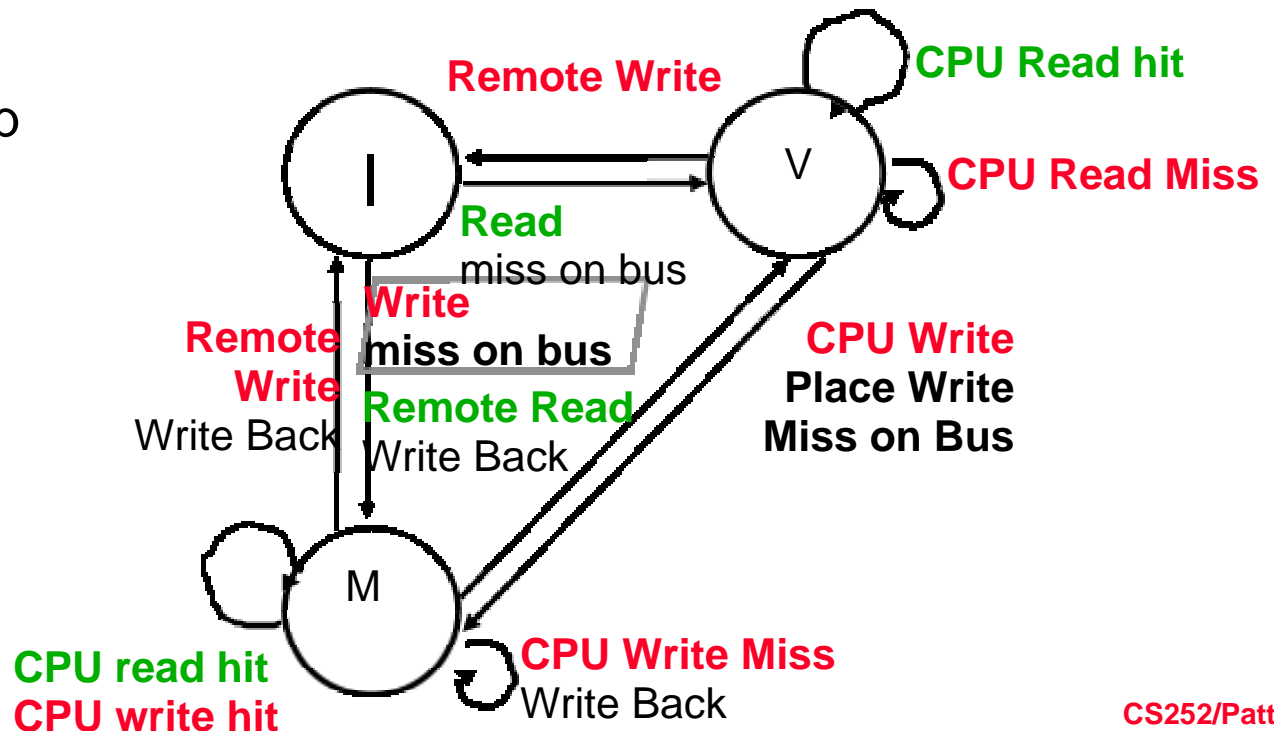 CPU Read hit
Remote Write
I
V
CPU Read Miss
Read
miss on bus
Write
miss on bus
Remote
Write
Write Back
Remote Read
Write Back
CPU Write
Place Write
Miss on Bus
M
CPU read hit
CPU write hit
CPU Write Miss
Write Back
CS252/Patt